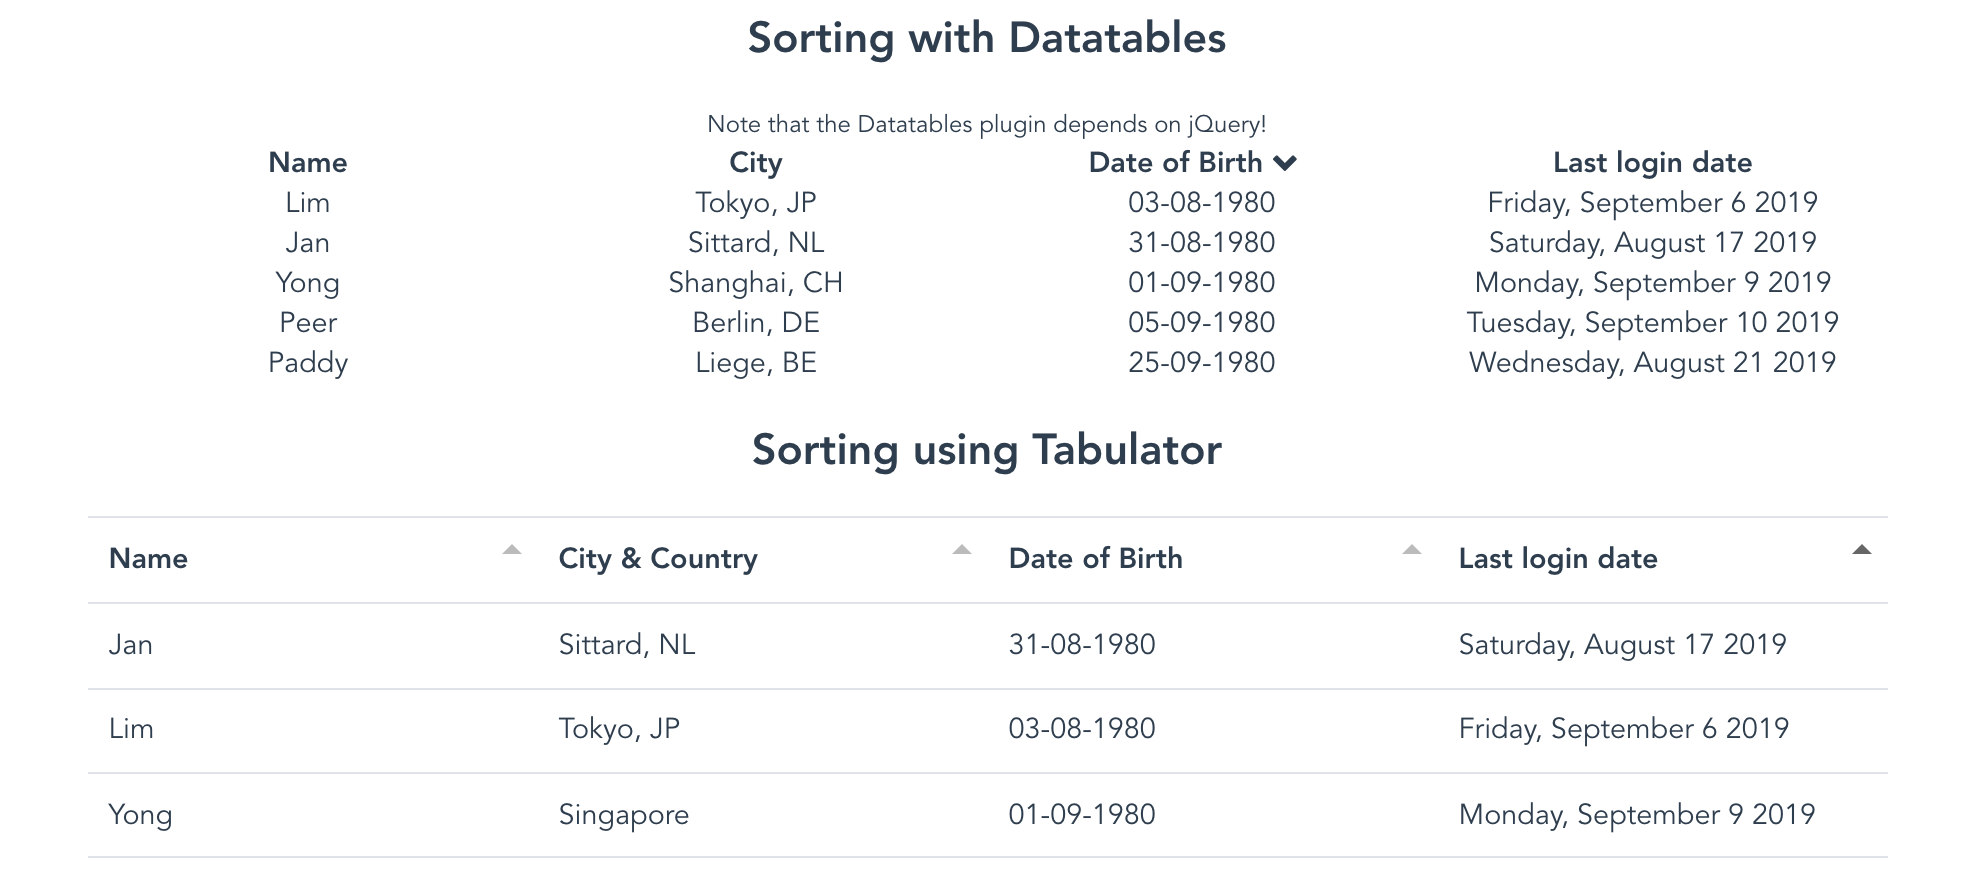 Sorting with Datatables
Note that the Datatables plugin depends on jQuery!
Name City Date of Birth Last login date
Lim Tokyo, JP 03-08-1980 Friday, September 6 2019
Jan Sittard, NL 31-08-1980 Saturday, August 17 2019
Yong Shanghai, CH 01-09-1980 Monday, September 9 2019
Peer Berlin, DE 05-09-1980 Tuesday, September 10 2019
Paddy Liege, BE 25-09-1980 Wednesday, August 21 2019
Sorting using Tabulator
Name City & Country Date of Birth Last login date
Jan Sittard, NL 31-08-1980 Saturday, August 17 2019
Lim Tokyo, JP 03-08-1980 Friday, September 6 2019
Yong Singapore 01-09-1980 Monday, September 9 2019